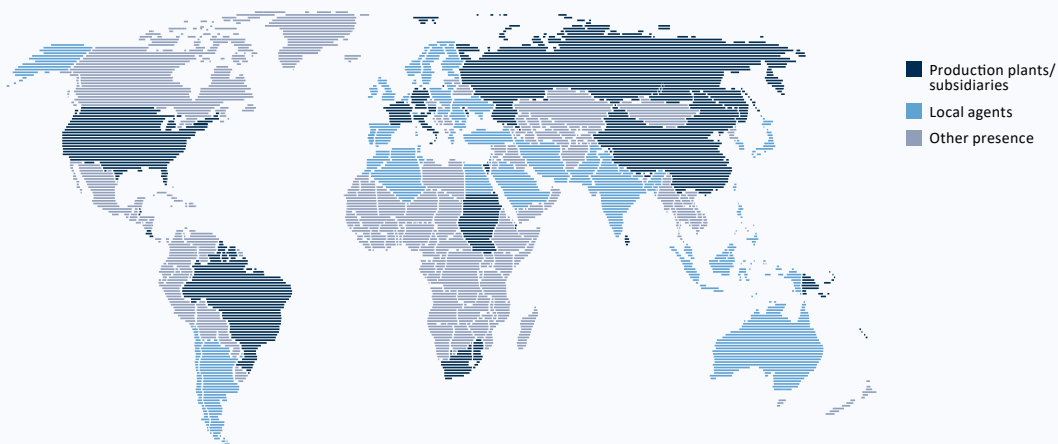 Production plants/
subsidiaries
Local agents
Other presence